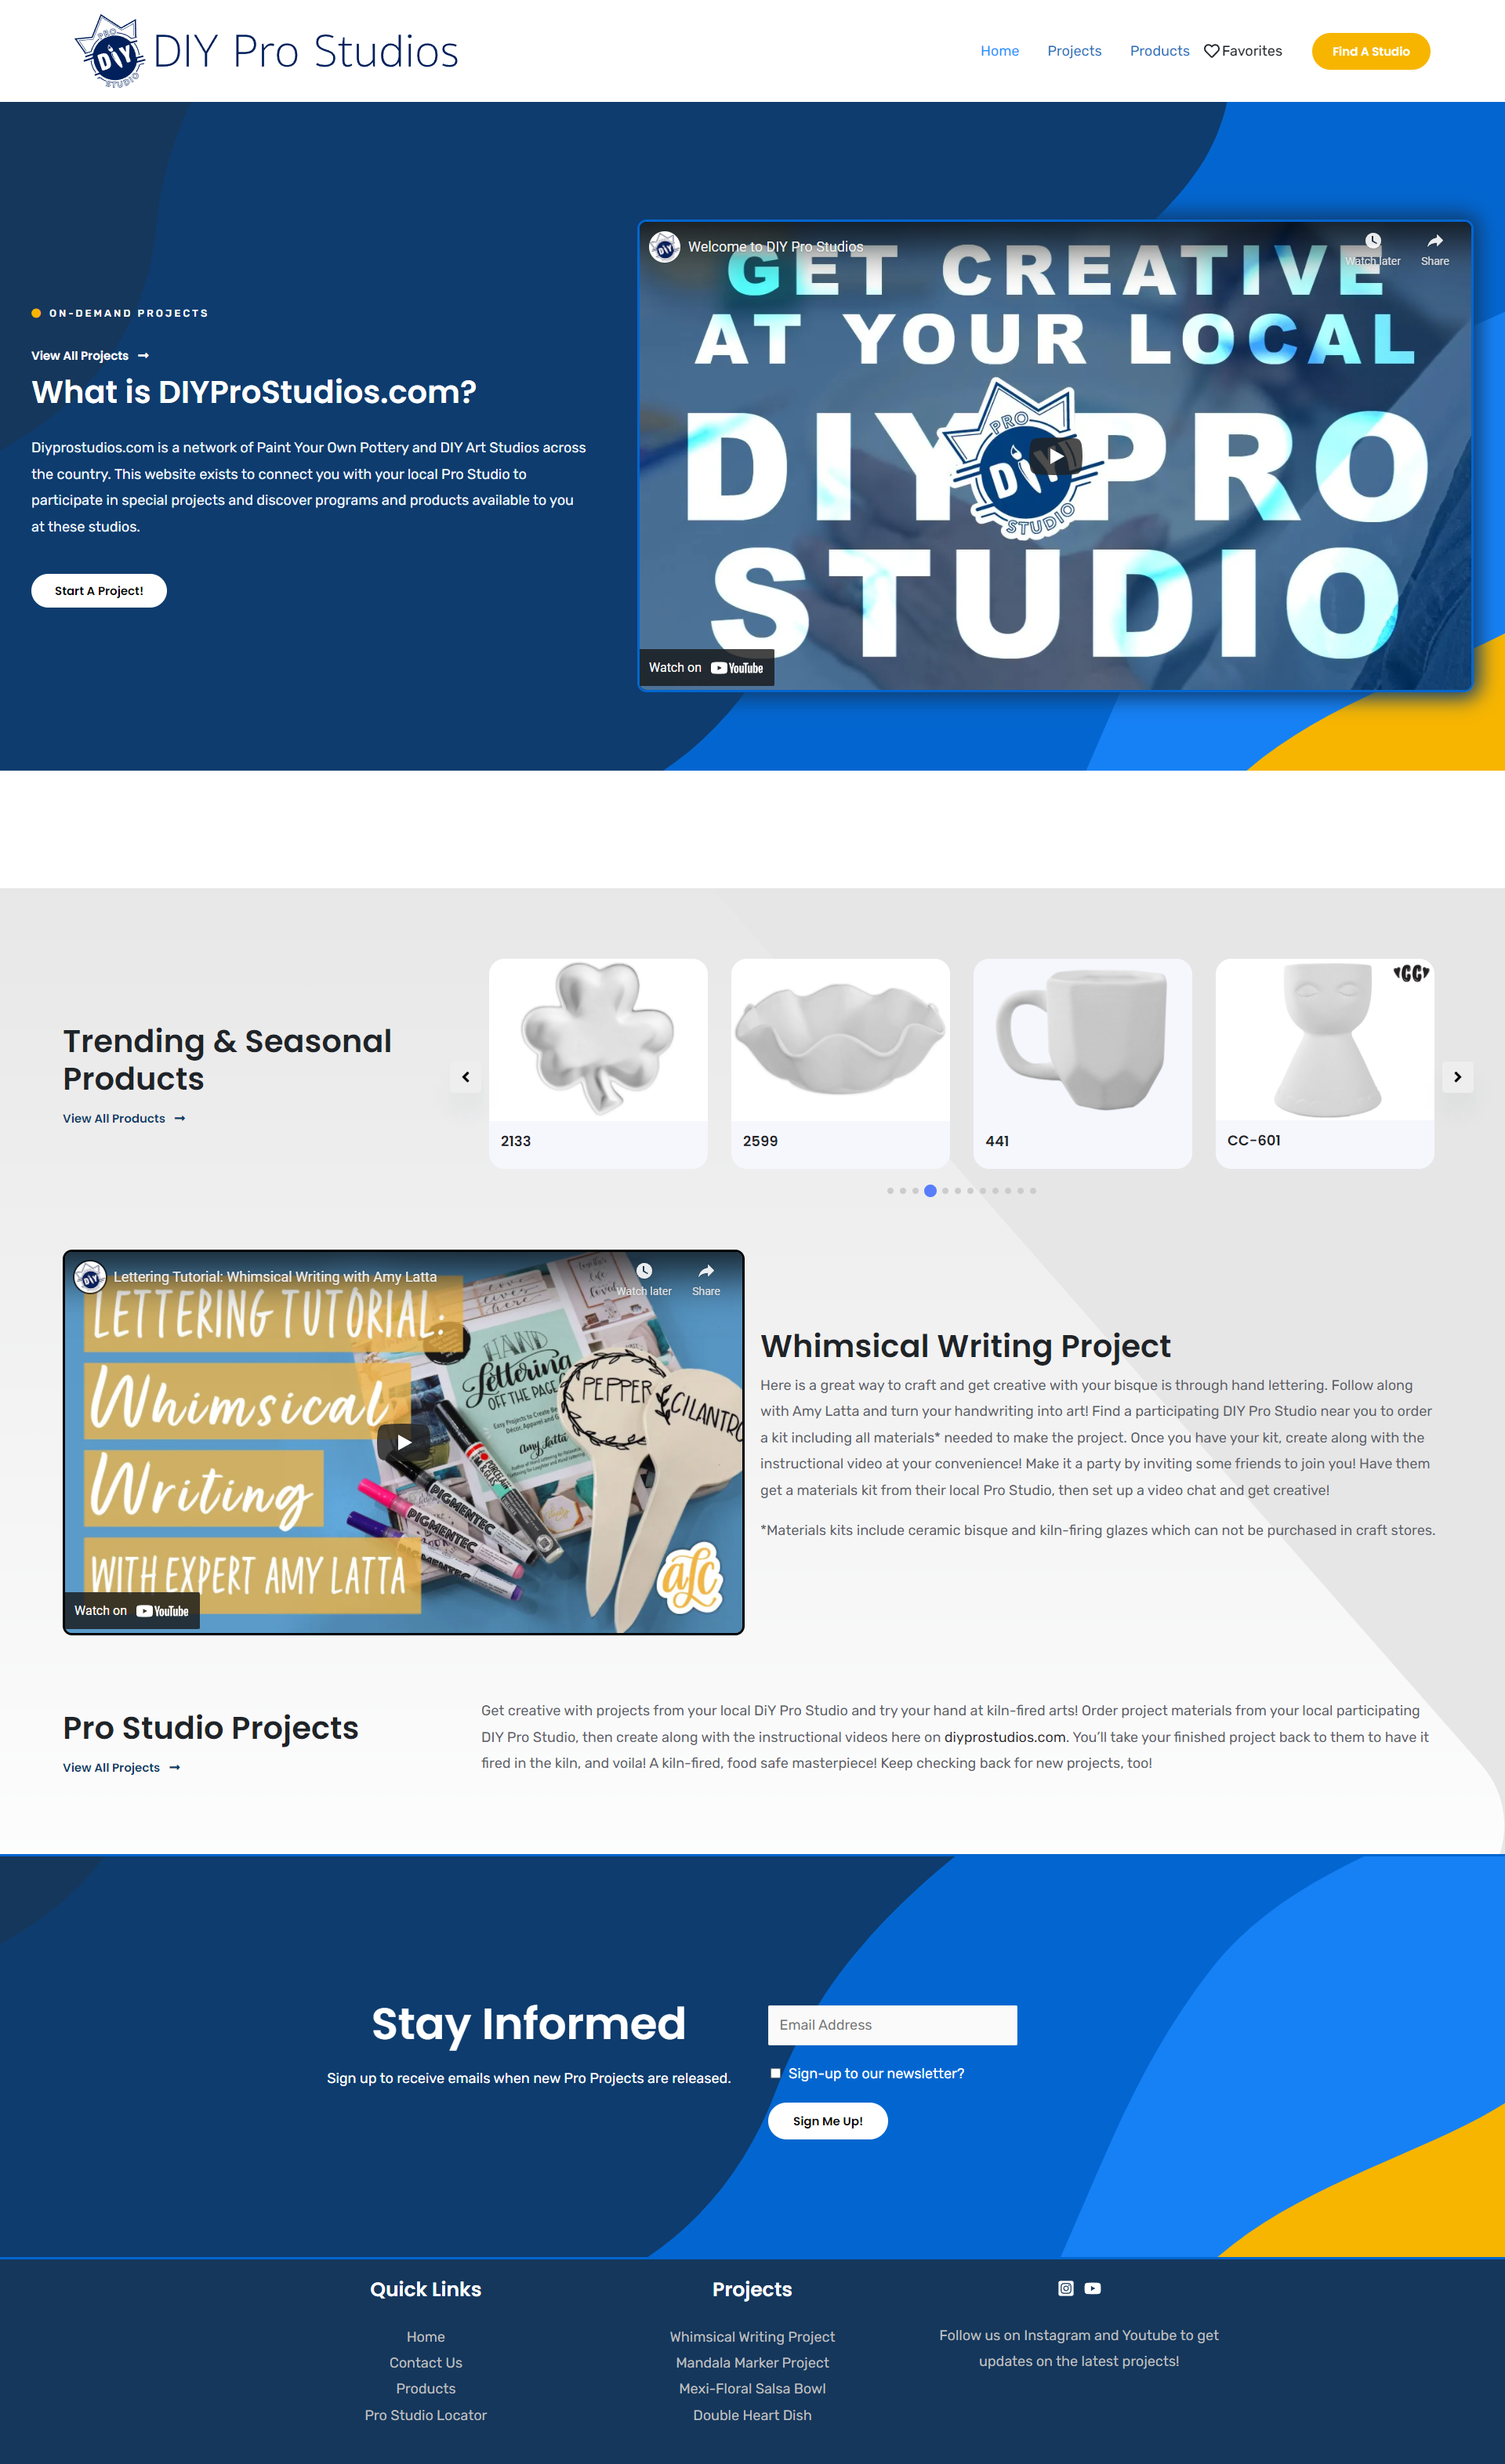 PRO
DIY
STUDIO
DIY Pro Studios
Home
Projects
Products
Favorites
Find A Studio
ON-DEMAND PROJECTS
View All Projects
What is DIYProStudios.com?
Diyprostudios.com is a network of Paint Your Own Pottery and DIY Art Studios across
the country. This website exists to connect you with your local Pro Studio to
participate in special projects and discover programs and products available to you
at these studios.
Start A Project!
Welcome to DIY Pro Studios
Watch later
Share
GET CREATIVE
AT YOUR LOCAL
DIY PRO
STUDIO
PRO
DIY
STUDIO
Watch on YouTube
Trending & Seasonal
Products
View All Products
2133
2599
441
CC
CC-601
Lettering Tutorial: Whimsical Writing with Amy Latta
Watch later
Share
LETTERING TUTORIAL:
Whimsical
Writing
WITH EXPERT AMY LATTA
HAND
Lettering
OFF THE PAGE
Amy Latta
PEPPER
CILANTRO
PIGMENTEC
PIGMENTEC
alc
Watch on YouTube
Whimsical Writing Project
Here is a great way to craft and get creative with your bisque is through hand lettering. Follow along
with Amy Latta and turn your handwriting into art! Find a participating DIY Pro Studio near you to order
a kit including all materials* needed to make the project. Once you have your kit, create along with the
instructional video at your convenience! Make it a party by inviting some friends to join you! Have them
get a materials kit from their local Pro Studio, then set up a video chat and get creative!
*Materials kits include ceramic bisque and kiln-firing glazes which can not be purchased in craft stores.
Pro Studio Projects
View All Projects
Get creative with projects from your local DiY Pro Studio and try your hand at kiln-fired arts! Order project materials from your local participating
DIY Pro Studio, then create along with the instructional videos here on diyprostudios.com. You'll take your finished project back to them to have it
fired in the kiln, and voila! A kiln-fired, food safe masterpiece! Keep checking back for new projects, too!
Stay Informed
Sign up to receive emails when new Pro Projects are released.
Email Address
Sign-up to our newsletter?
Sign Me Up!
Quick Links
Home
Contact Us
Products
Pro Studio Locator
Projects
Whimsical Writing Project
Mandala Marker Project
Mexi-Floral Salsa Bowl
Double Heart Dish
Follow us on Instagram and Youtube to get
updates on the latest projects!